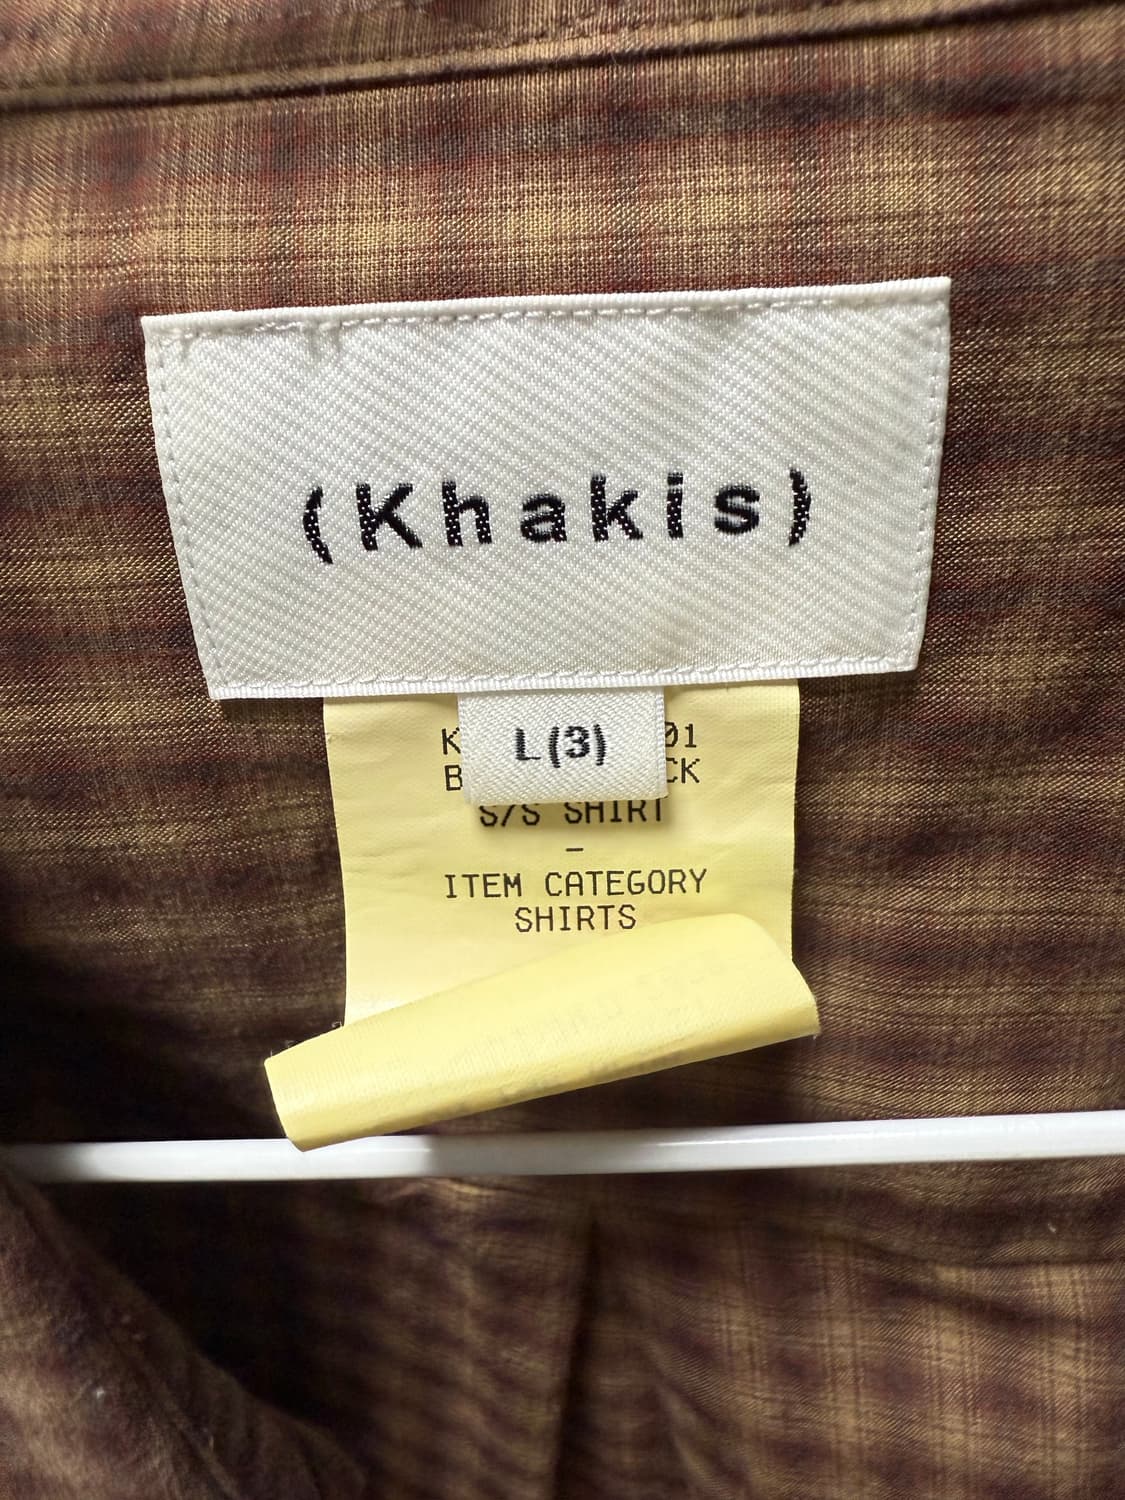 (Khakis)
L(3)
S/S SHIRT
-
ITEM CATEGORY
SHIRTS